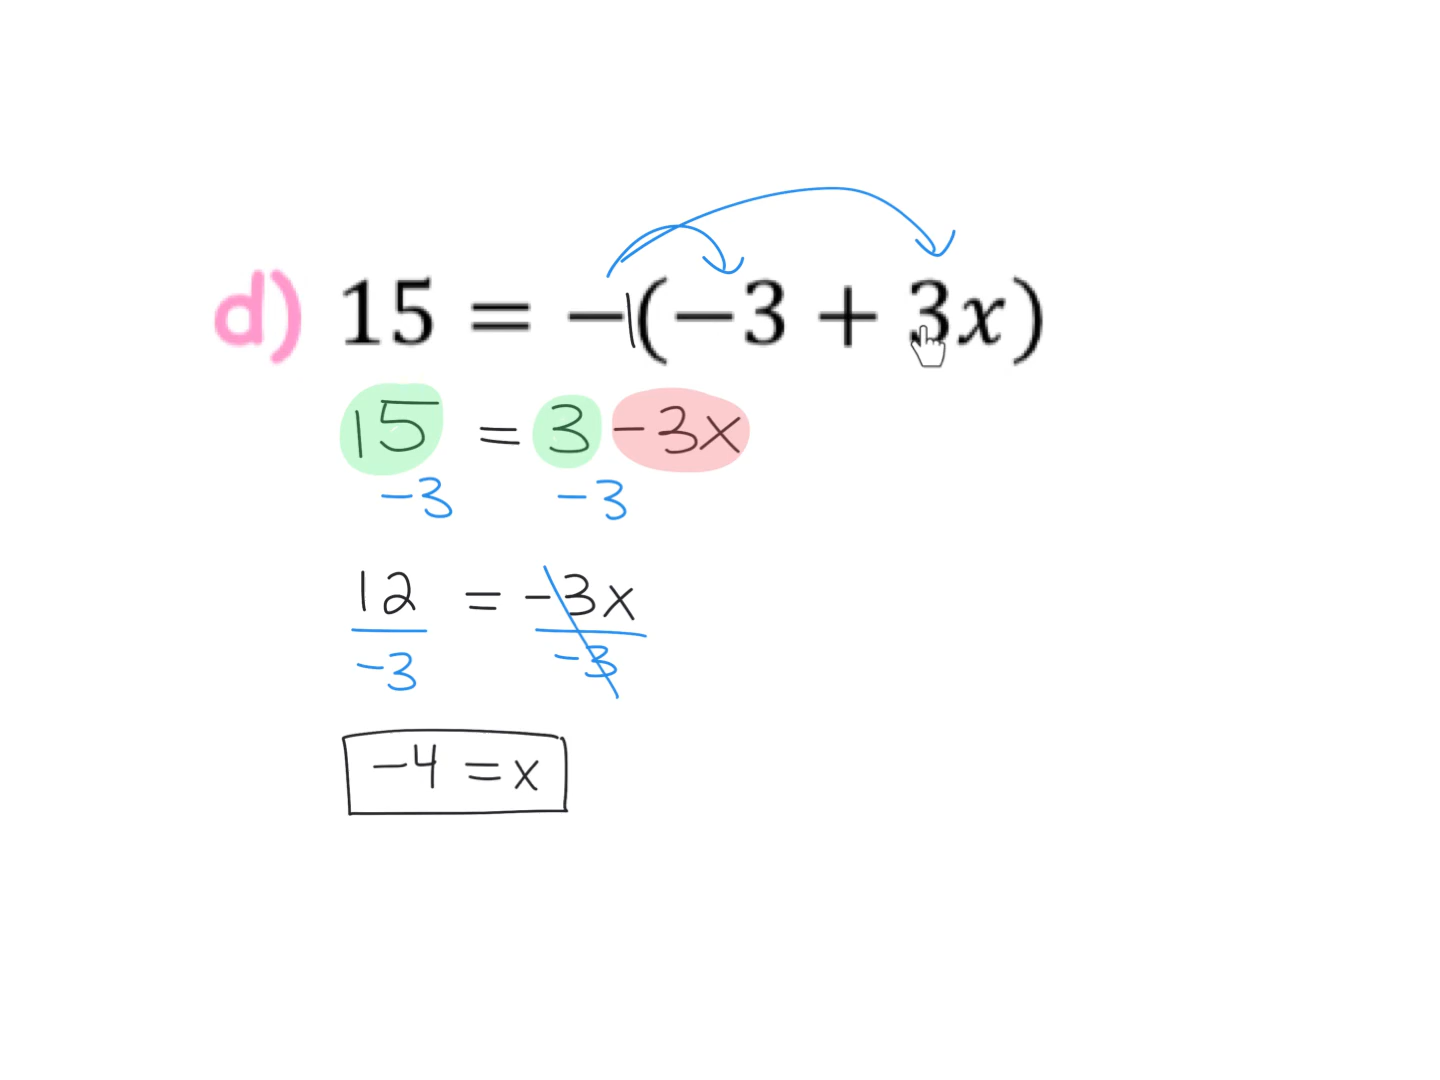 d) 15 = -1(-3 + 3x)
15 = 3 -3x
-3 -3
12 = -3x
-3 -3
-4 = x